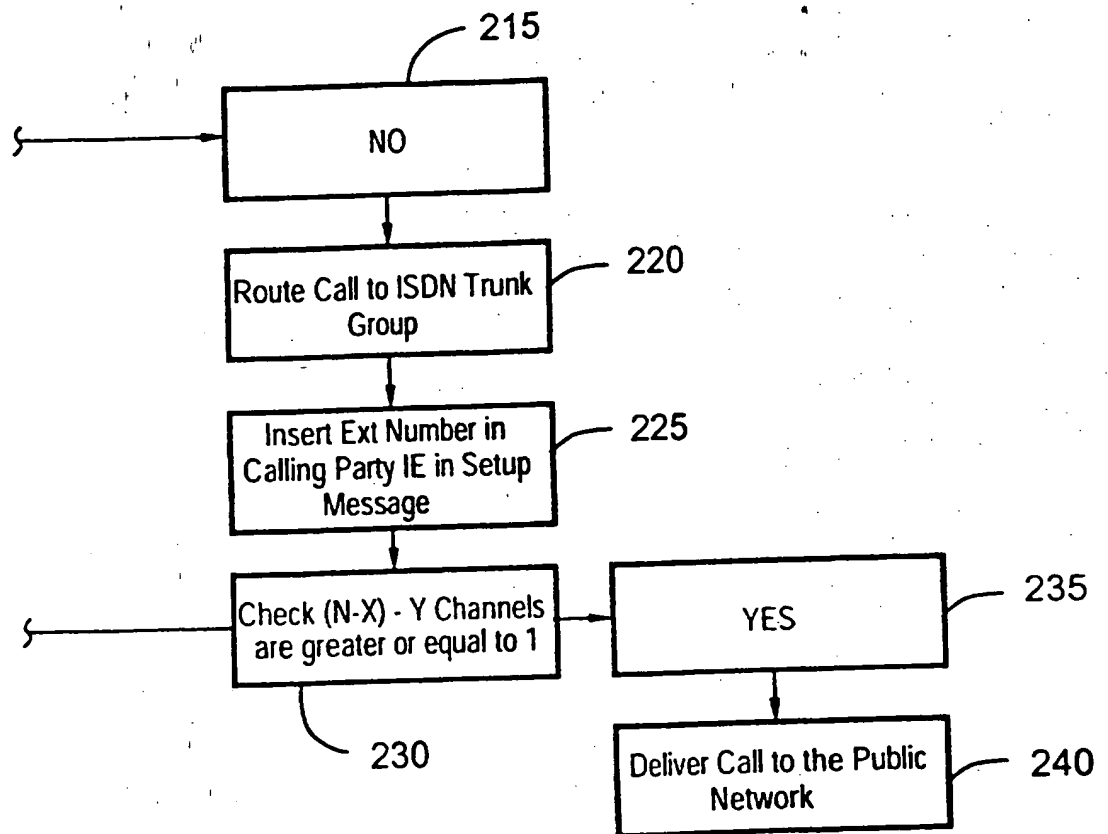 215
NO
220
Route Call to ISDN Trunk
Group
225
Insert Ext Number in
Calling Party IE in Setup
Message
Check (N-X) - Y Channels
are greater or equal to 1
230
235
YES
Deliver Call to the Public
Network
240